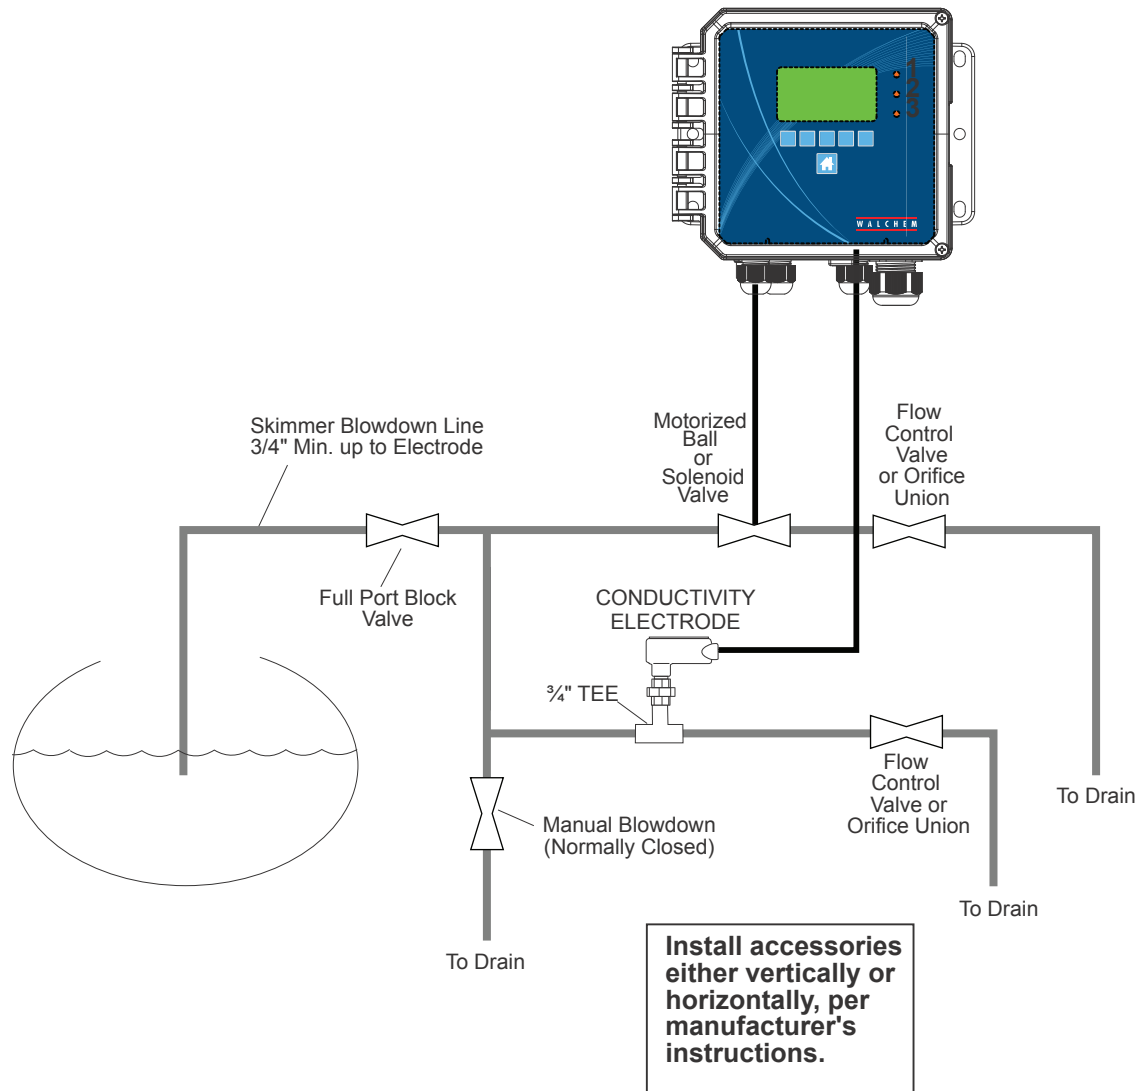 1
2
3
WALCHEM
Skimmer Blowdown Line
3/4" Min. up to Electrode
Motorized
Ball
or
Solenoid
Valve
Flow
Control
Valve
or Orifice
Union
Full Port Block
Valve
CONDUCTIVITY
ELECTRODE
¾" TEE
Flow
Control
Valve or
Orifice Union
To Drain
Manual Blowdown
(Normally Closed)
To Drain
To Drain
Install accessories
either vertically or
horizontally, per
manufacturer's
instructions.